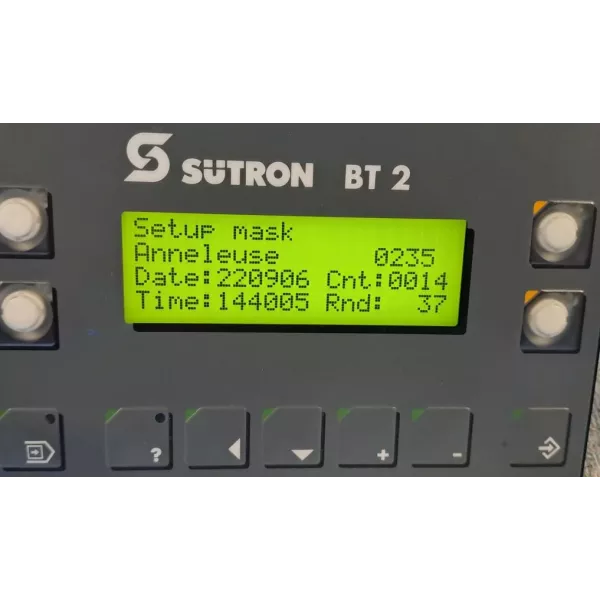 SÜTRON BT 2
Setup mask
Anneleuse 0235
Date:220906 Cnt:0014
Time:144005 Rnd: 37
? + -